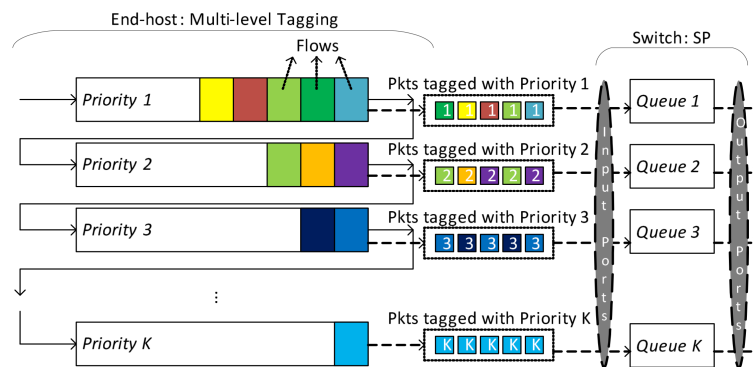 End-host: Multi-level Tagging
Switch: SP
Flows
Pkts tagged with Priority 1
Priority 1
1 1 1 1 1
Queue 1
Pkts tagged with Priority 2
Priority 2
2 2 2 2 2
Queue 2
Pkts tagged with Priority 3
Priority 3
3 3 3 3 3
Queue 3
Input Ports
Output Ports
...
Pkts tagged with Priority K
Priority K
K K K K K
Queue K